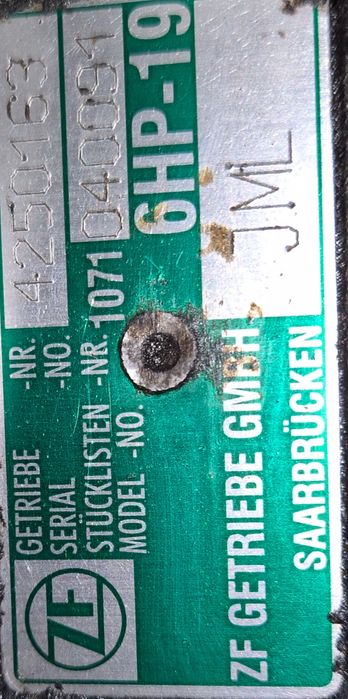 ZF
GETRIEBE -NR. 4250163
SERIAL -NO.
STÜCKLISTEN -NR. 1071 040091
MODEL -NO.
6HP-19
ZF GETRIEBE GMBH JML
SAARBRÜCKEN